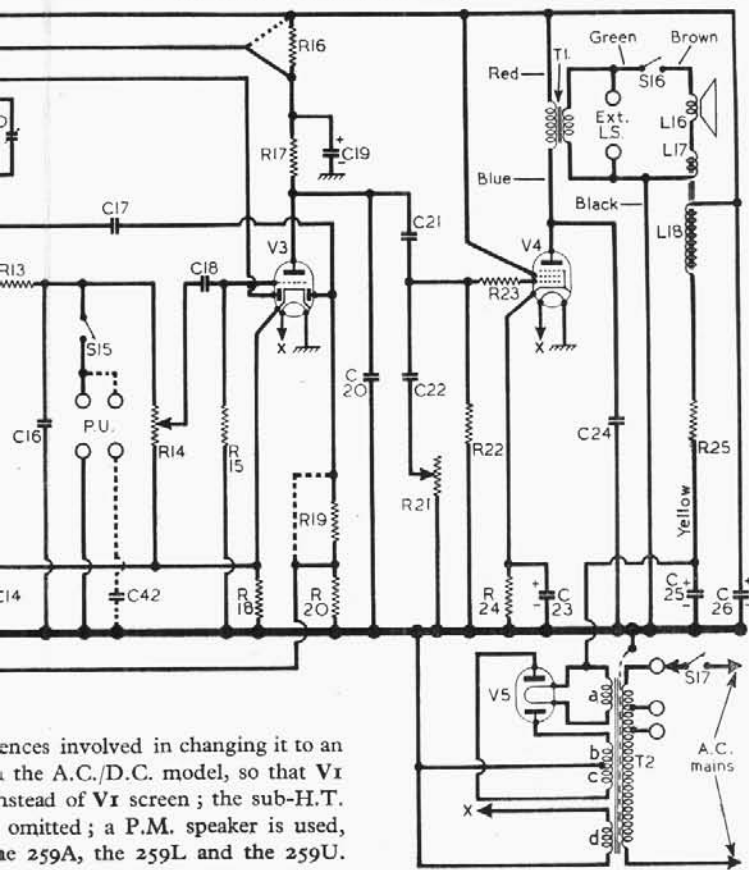 R16
Green
Brown
T1.
S16
Red
Ext.
L.S.
L16
R17
+
C19
-
L17
Blue
Black
C17
C21
L18
V3
V4
R13
C18
R23
S15
X
X
C
20
C22
C16
P.U.
R14
R
15
R22
C24
R25
R21
R19
Yellow
C14
C42
R
18
R
20
R
24
+
-
C
23
C
25
+
-
C
26
+
-
V5
a
S17
b
c
T2
A.C.
mains
X
d
ences involved in changing it to an
the A.C./D.C. model, so that V1
nstead of V1 screen ; the sub-H.T.
omitted ; a P.M. speaker is used,
ne 259A, the 259L and the 259U.